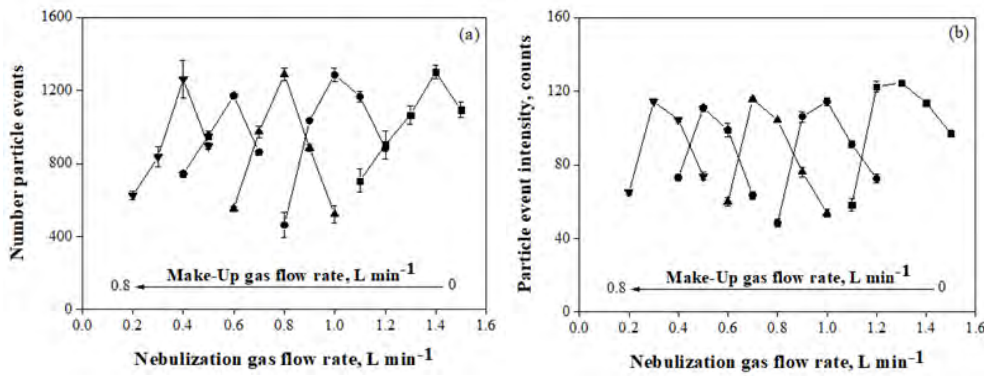 (a)
Number particle events
1600
1200
800
400
0
Make-Up gas flow rate, L min⁻¹
0.8
0
0.0 0.2 0.4 0.6 0.8 1.0 1.2 1.4 1.6
Nebulization gas flow rate, L min⁻¹
(b)
Particle event intensity, counts
160
120
80
40
0
Make-Up gas flow rate, L min⁻¹
0.8
0
0.0 0.2 0.4 0.6 0.8 1.0 1.2 1.4 1.6
Nebulization gas flow rate, L min⁻¹